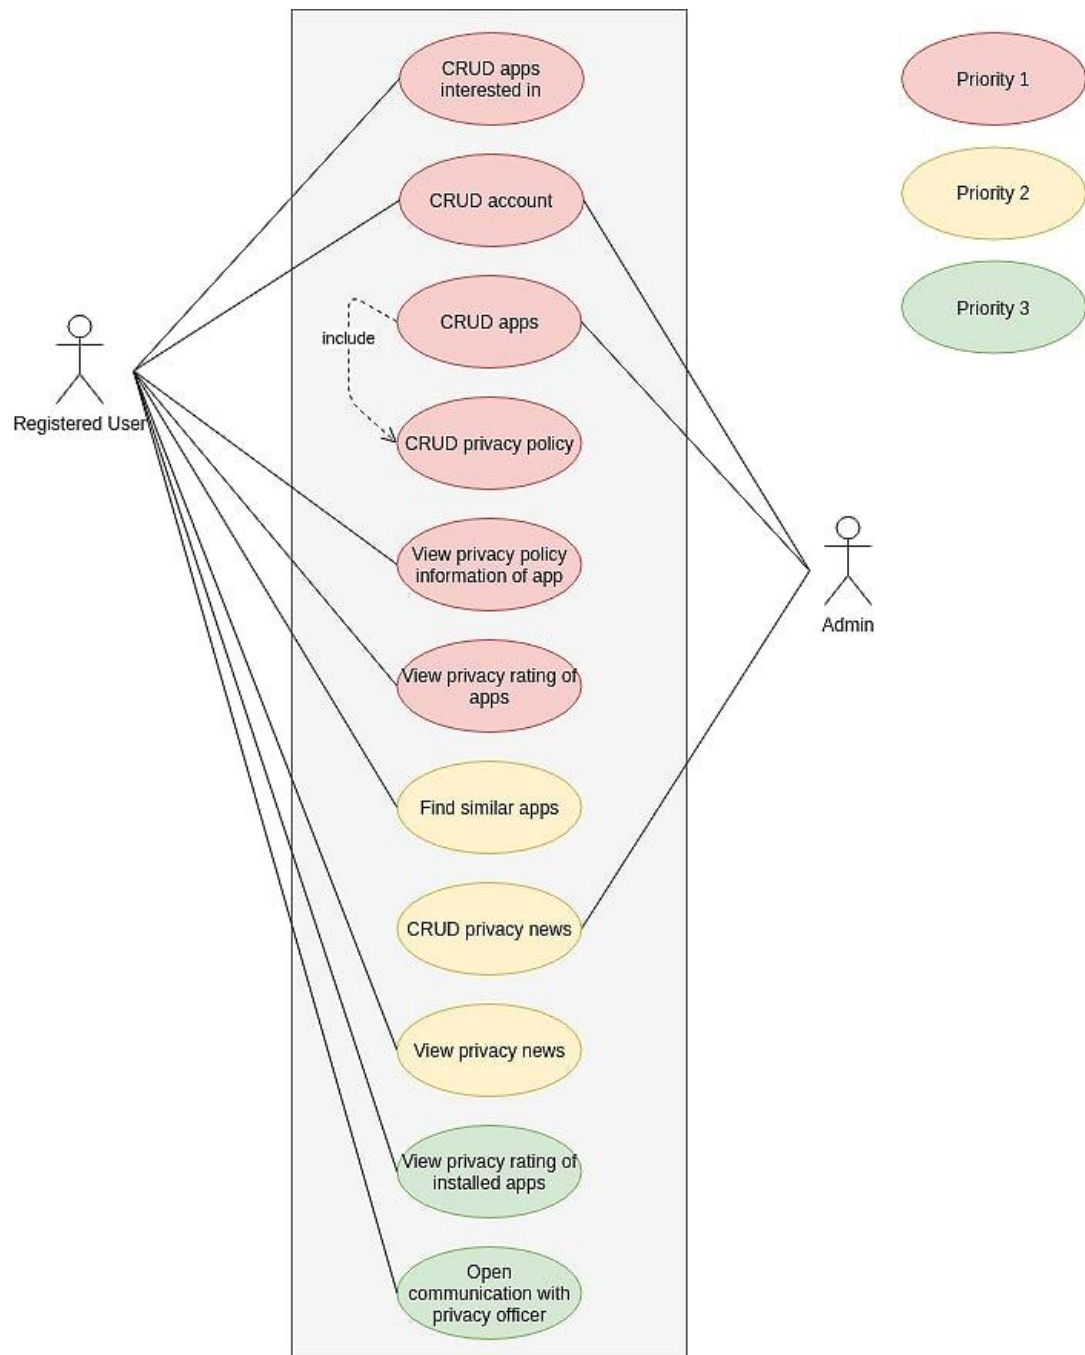 CRUD apps
interested in
Priority 1
CRUD account
Priority 2
CRUD apps
Priority 3
include
Registered User
CRUD privacy policy
View privacy policy
information of app
Admin
View privacy rating of
apps
Find similar apps
CRUD privacy news
View privacy news
View privacy rating of
installed apps
Open
communication with
privacy officer